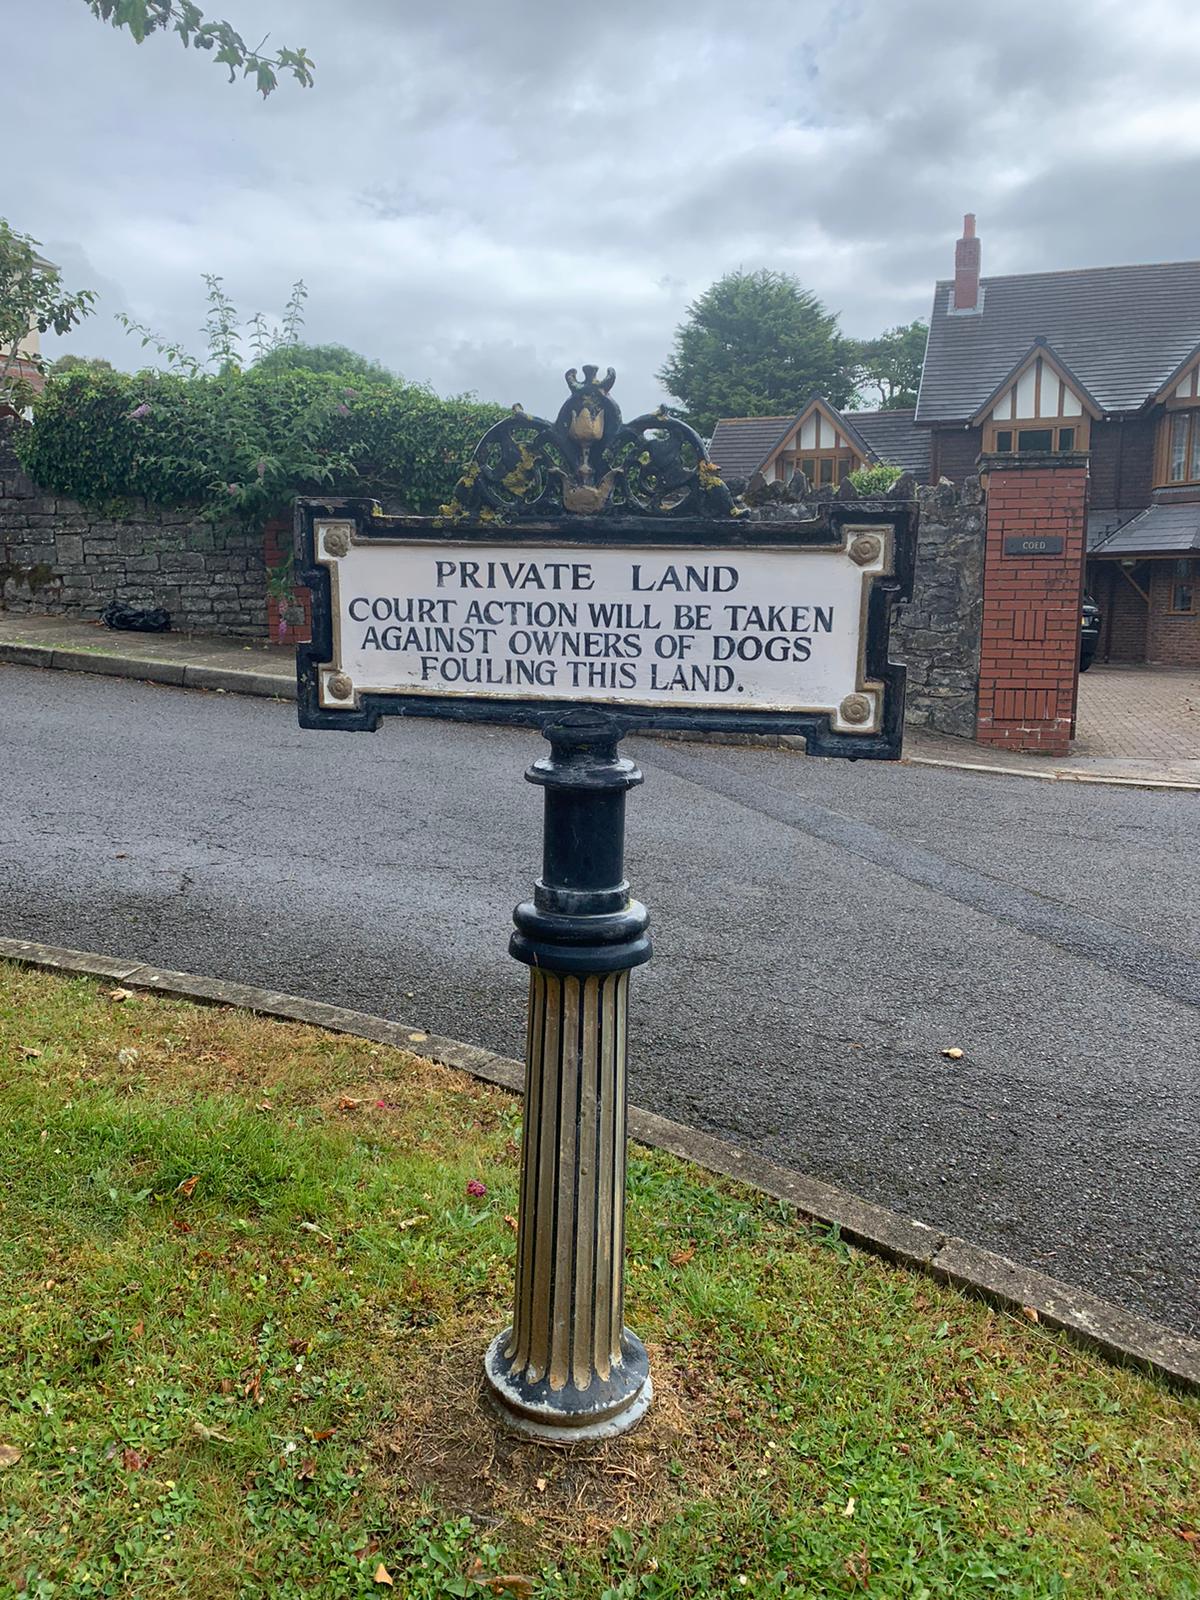 PRIVATE LAND
COURT ACTION WILL BE TAKEN
AGAINST OWNERS OF DOGS
FOULING THIS LAND.
COED